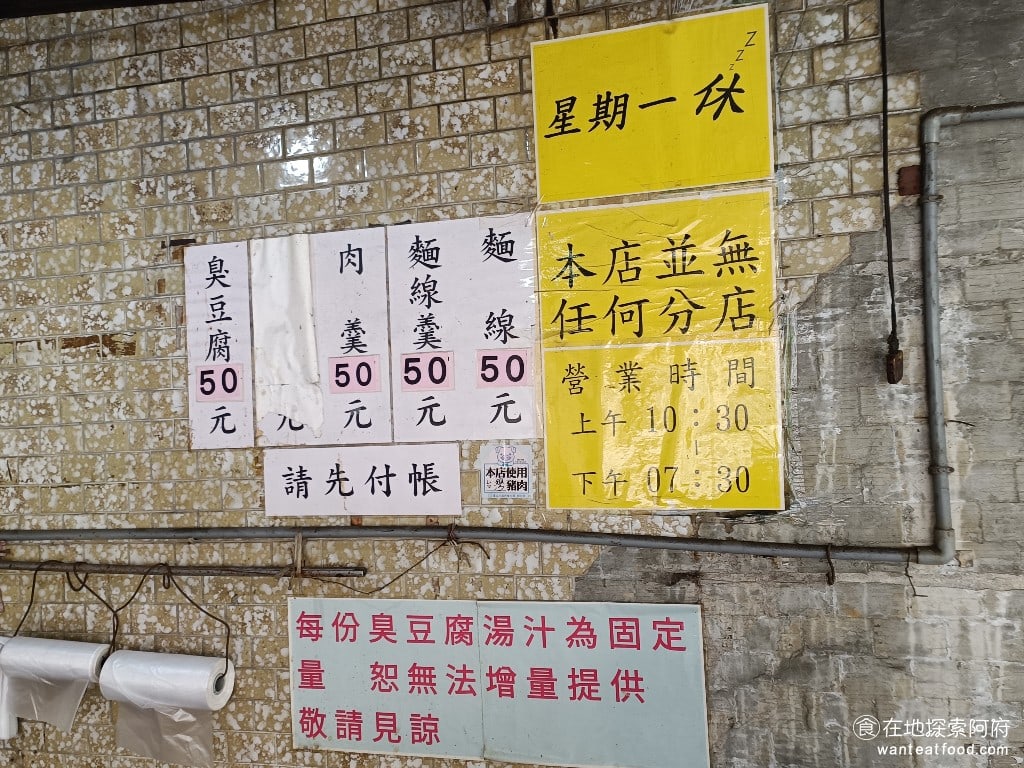 星期一休
zzZ
本店並無
任何分店
營業時間
上午 10:30
|
下午 07:30
麵線 50 元
麵線羹 50 元
肉羹 50 元
元
臭豆腐 50 元
請先付帳
本店使用
豬肉
每份臭豆腐湯汁為固定
量 恕無法增量提供
敬請見諒
食在地探索阿府
wanteatfood.com